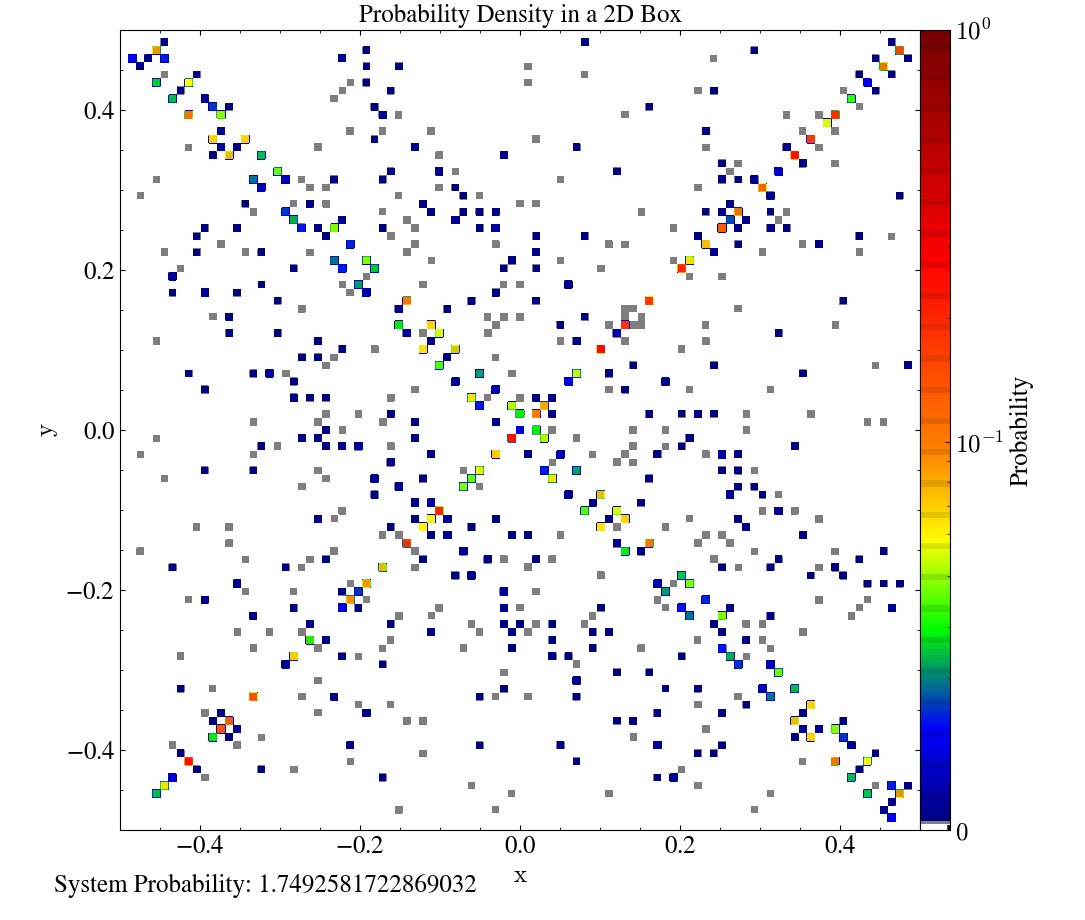 Probability Density in a 2D Box
10^0
0.4
0.2
0.0
−0.2
−0.4
y
10^−1
0
Probability
−0.4 −0.2 0.0 0.2 0.4
x
System Probability: 1.7492581722869032